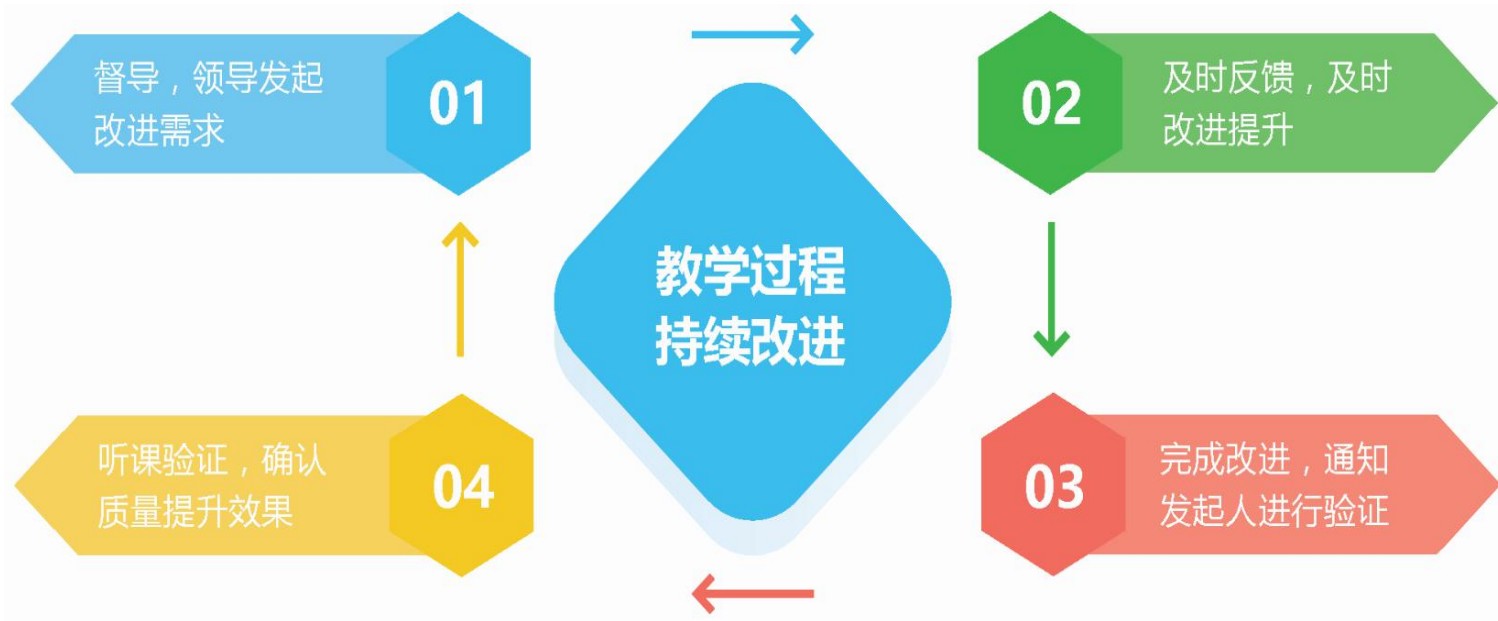 督导，领导发起
改进需求
01
02
及时反馈，及时
改进提升
教学过程
持续改进
03
完成改进，通知
发起人进行验证
听课验证，确认
质量提升效果
04